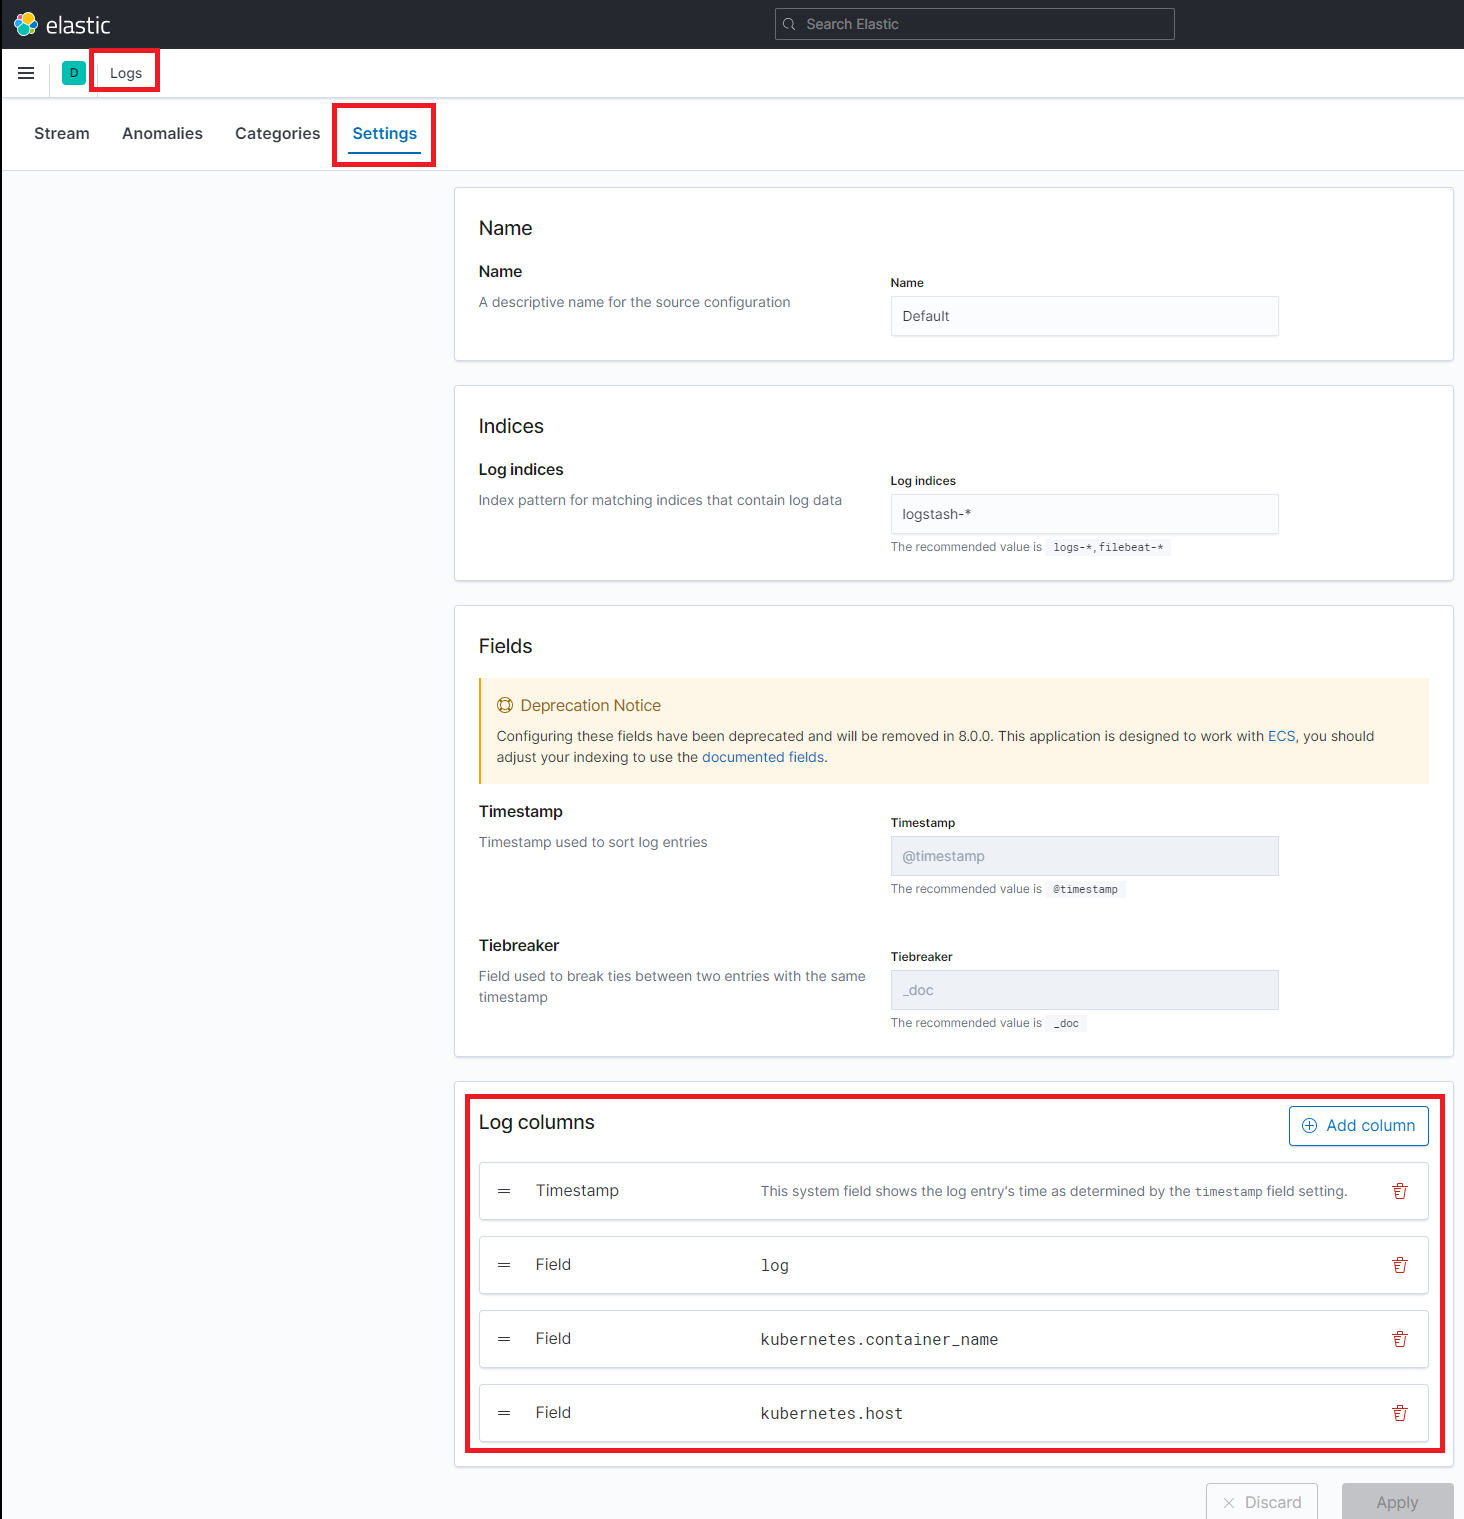 elastic
Search Elastic
D
Logs
Stream
Anomalies
Categories
Settings
Name
Name
A descriptive name for the source configuration
Name
Default
Indices
Log indices
Index pattern for matching indices that contain log data
Log indices
logstash-*
The recommended value is logs-*,filebeat-*
Fields
Deprecation Notice
Configuring these fields have been deprecated and will be removed in 8.0.0. This application is designed to work with ECS, you should
adjust your indexing to use the documented fields.
Timestamp
Timestamp used to sort log entries
Timestamp
@timestamp
The recommended value is @timestamp
Tiebreaker
Field used to break ties between two entries with the same
timestamp
Tiebreaker
_doc
The recommended value is _doc
Log columns
Add column
Timestamp
This system field shows the log entry's time as determined by the timestamp field setting.
Field
log
Field
kubernetes.container_name
Field
kubernetes.host
Discard
Apply